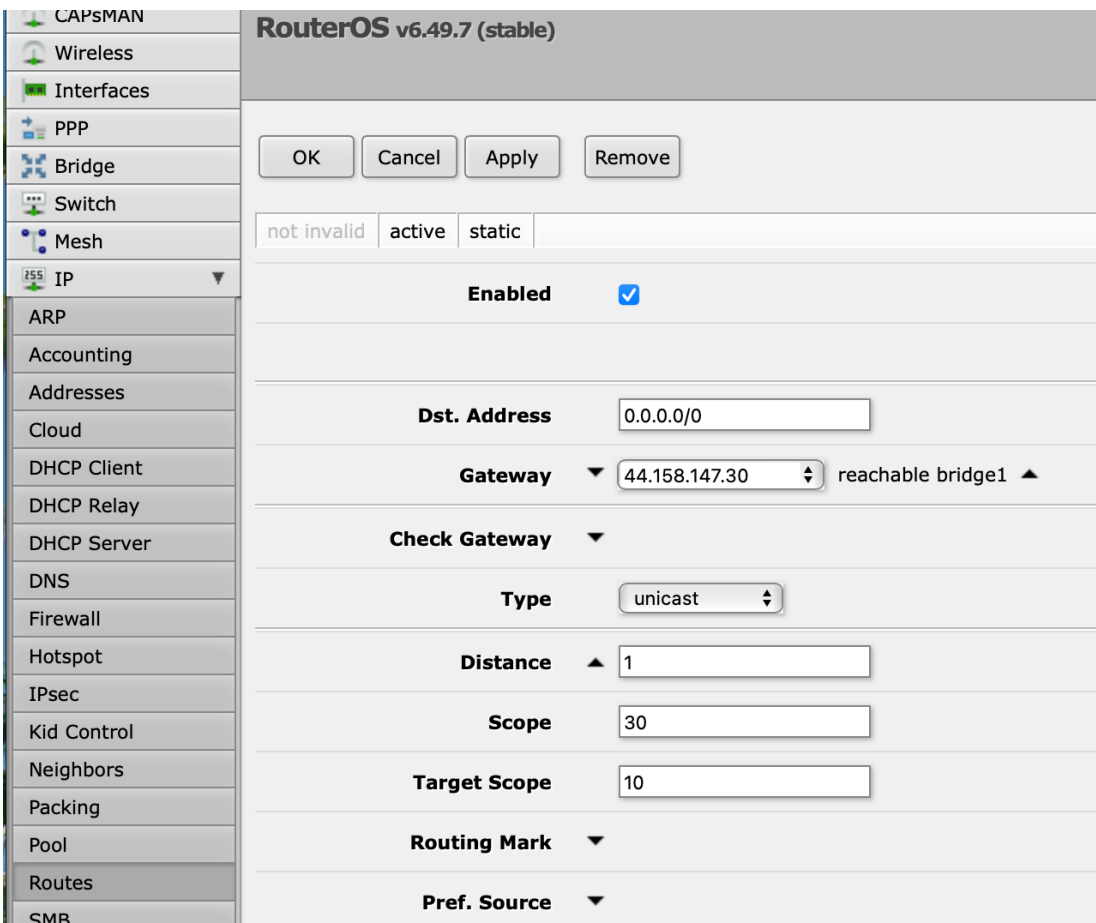 CAPsMAN
Wireless
Interfaces
PPP
Bridge
Switch
Mesh
255 IP
ARP
Accounting
Addresses
Cloud
DHCP Client
DHCP Relay
DHCP Server
DNS
Firewall
Hotspot
IPsec
Kid Control
Neighbors
Packing
Pool
Routes
SMB
RouterOS v6.49.7 (stable)
OK Cancel Apply Remove
not invalid active static
Enabled
Dst. Address 0.0.0.0/0
Gateway 44.158.147.30 reachable bridge1
Check Gateway
Type unicast
Distance 1
Scope 30
Target Scope 10
Routing Mark
Pref. Source